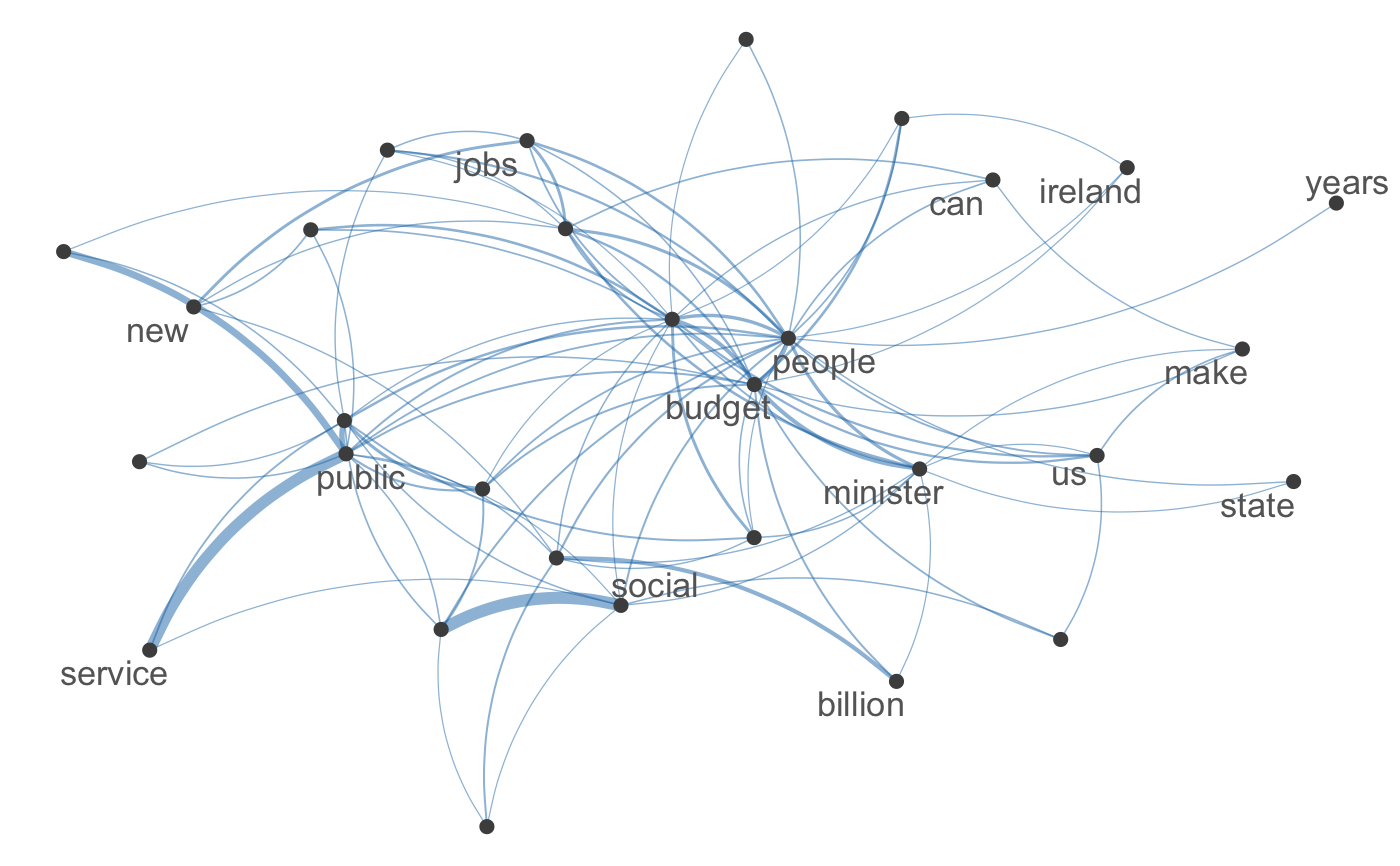 jobs
can
ireland
years
new
people
make
budget
public
minister
us
state
social
service
billion